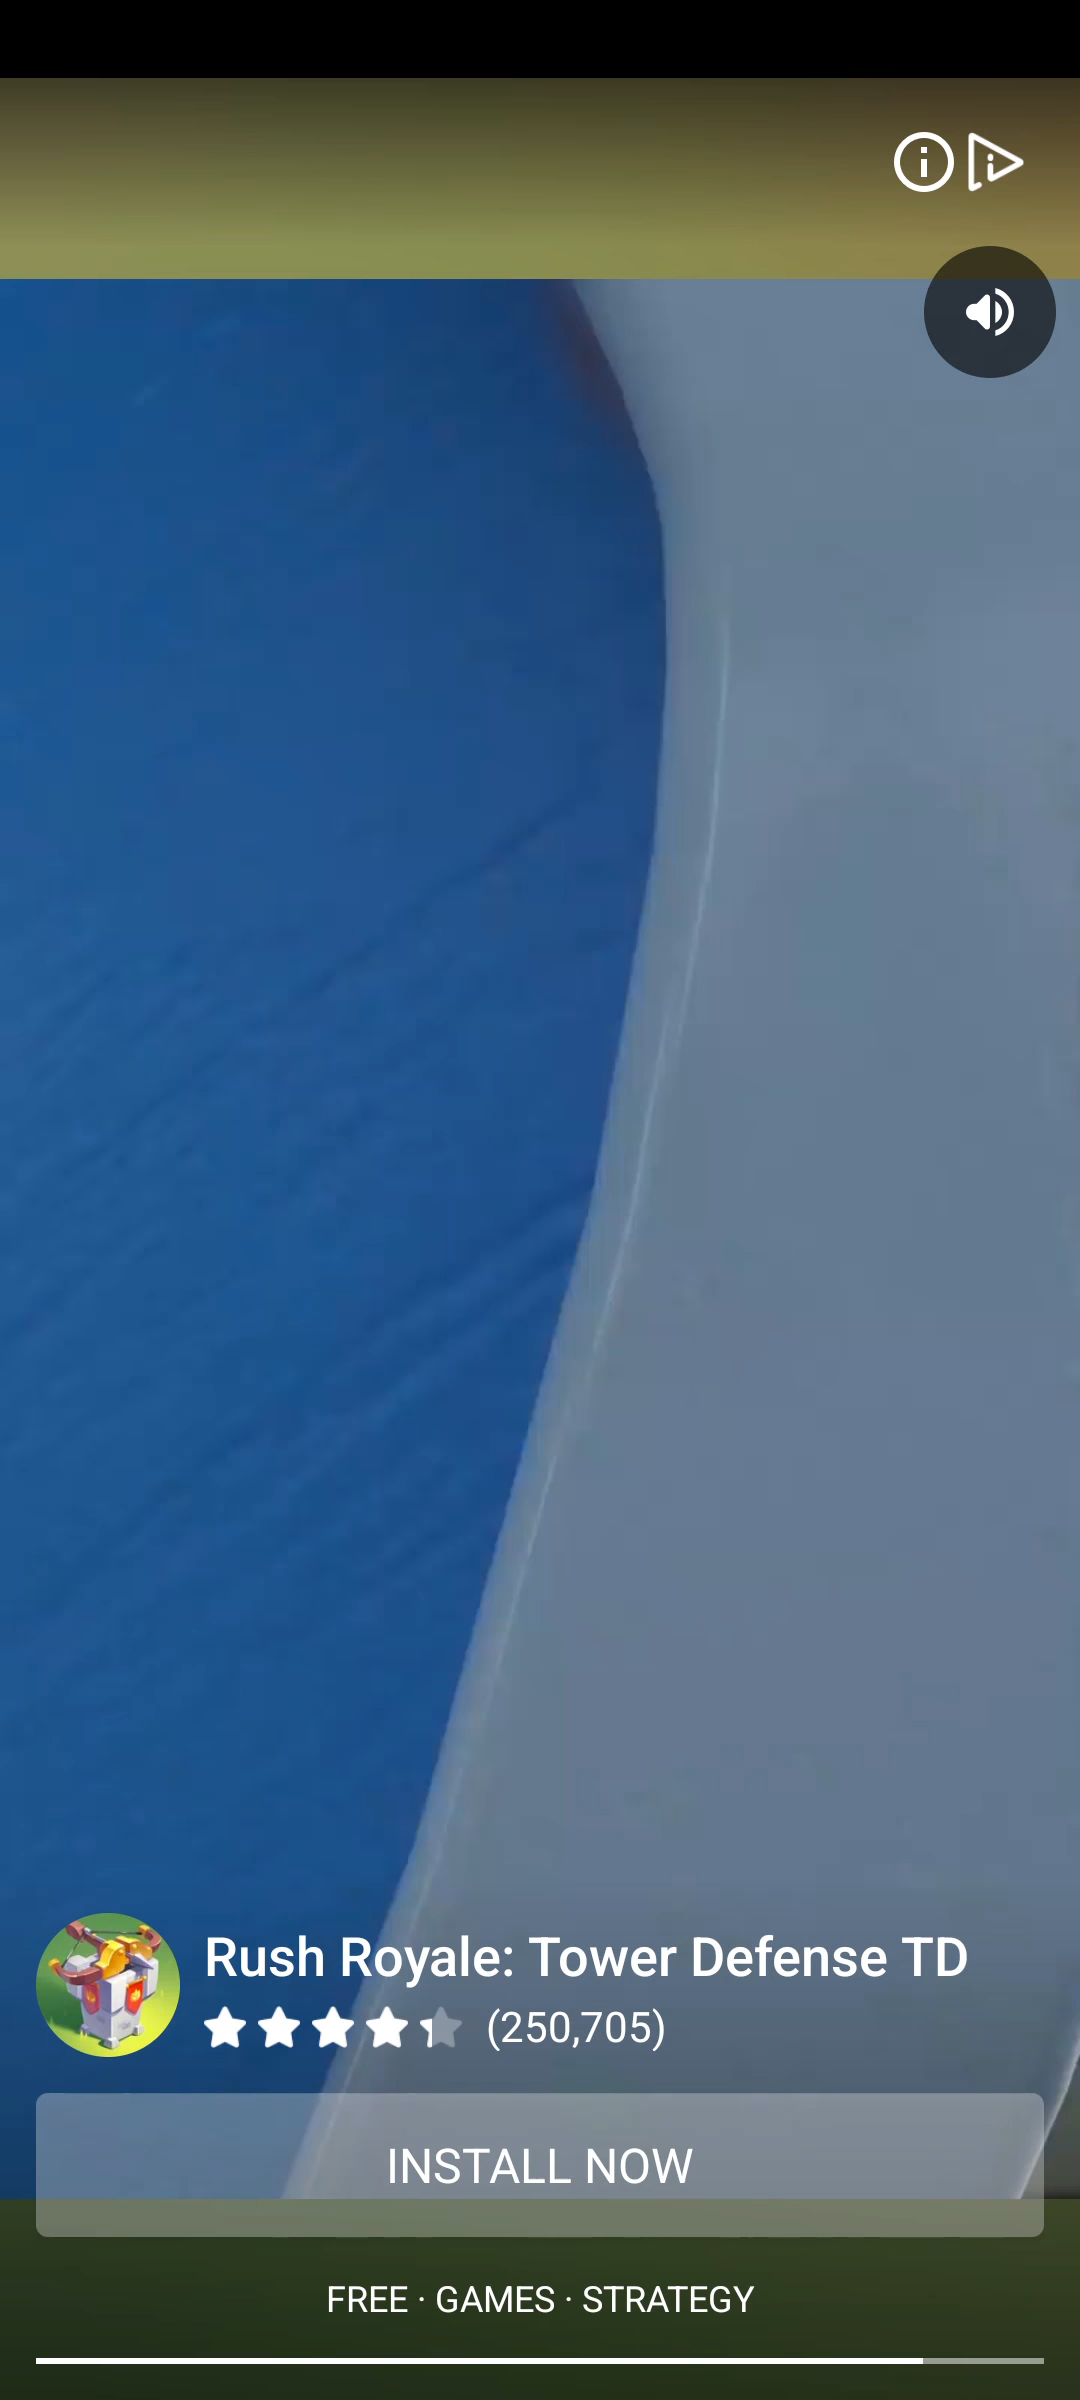 Rush Royale: Tower Defense TD
(250,705)
INSTALL NOW
FREE · GAMES · STRATEGY